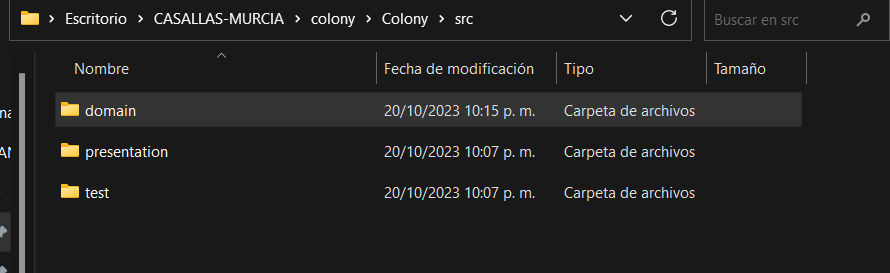 Escritorio > CASALLAS-MURCIA > colony > Colony > src
Buscar en src
Nombre Fecha de modificación Tipo Tamaño
domain 20/10/2023 10:15 p. m. Carpeta de archivos
presentation 20/10/2023 10:07 p. m. Carpeta de archivos
test 20/10/2023 10:07 p. m. Carpeta de archivos